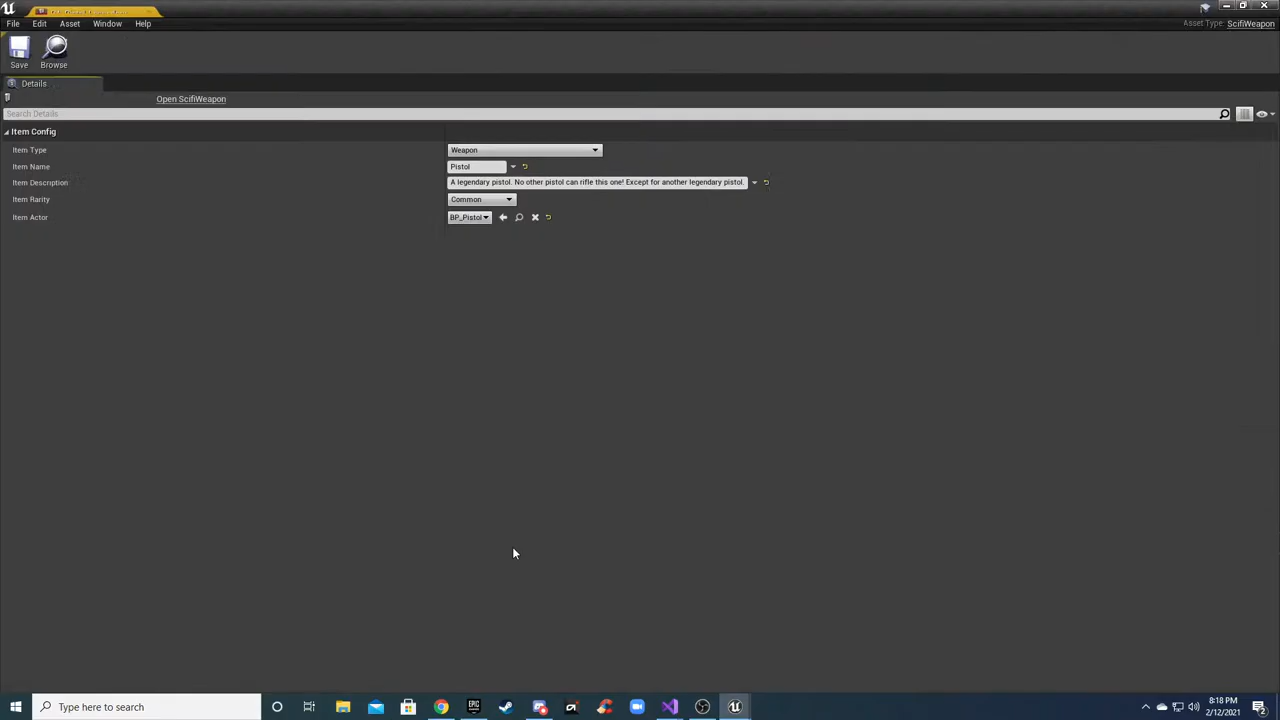 File Edit Asset Window Help
Asset Type: ScifiWeapon
Save Browse
Details
Open ScifiWeapon
Search Details
Item Config
Item Type Weapon
Item Name Pistol
Item Description A legendary pistol. No other pistol can rifle this one! Except for another legendary pistol.
Item Rarity Common
Item Actor BP_Pistol
Type here to search
8:18 PM
2/12/2021